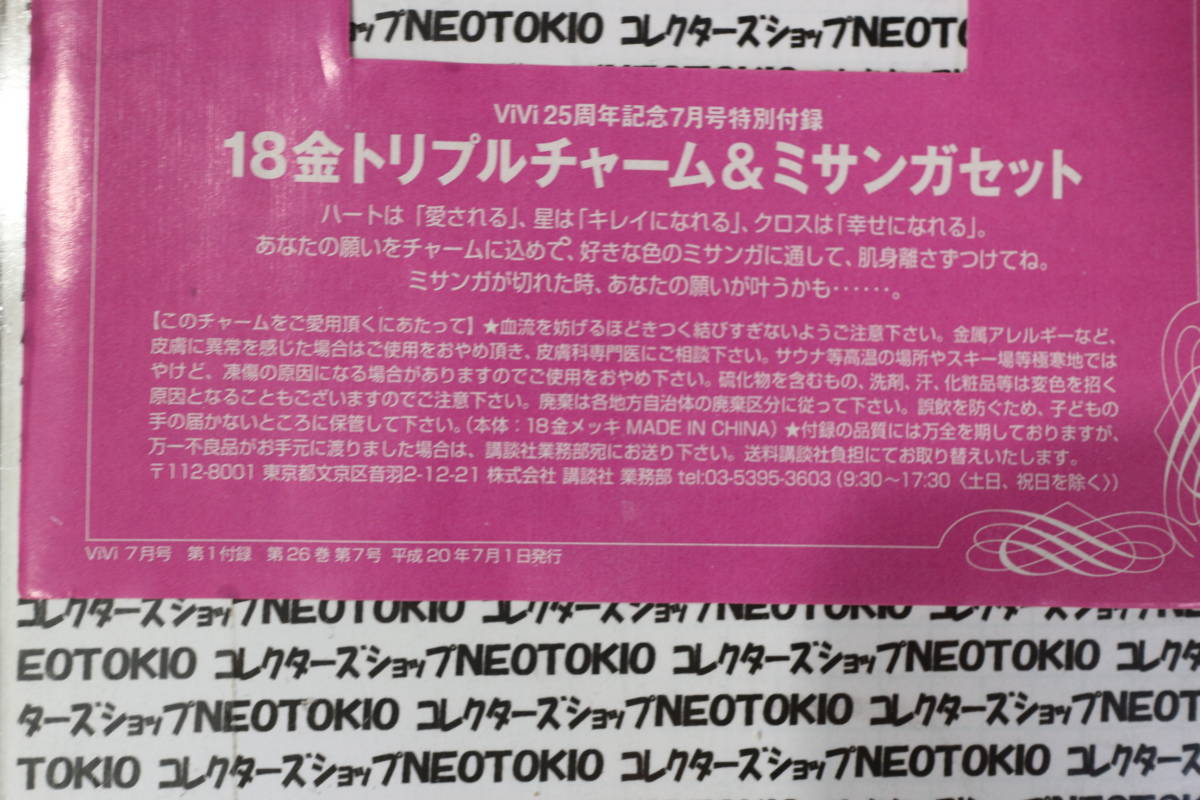 ップNEOTOKIO コレクターズショップNEOT
ViVi 25周年記念7月号特別付録
18金トリプルチャーム&ミサンガセット
ハートは「愛される」、星は「キレイになれる」、クロスは「幸せになれる」。
あなたの願いをチャームに込めて、好きな色のミサンガに通して、肌身離さずつけてね。
ミサンガが切れた時、あなたの願いが叶うかも……。
【このチャームをご愛用頂くにあたって】★血流を妨げるほどきつく結びすぎないようご注意下さい。金属アレルギーなど、
皮膚に異常を感じた場合はご使用をおやめ頂き、皮膚科専門医にご相談下さい。サウナ等高温の場所やスキー場等極寒地では
やけど、凍傷の原因になる場合がありますのでご使用をおやめ下さい。硫化物を含むもの、洗剤、汗、化粧品等は変色を招く
原因となることもございますのでご注意下さい。廃棄は各地方自治体の廃棄区分に従って下さい。誤飲を防ぐため、子どもの
手の届かないところに保管して下さい。(本体:18金メッキ MADE IN CHINA)★付録の品質には万全を期しておりますが、
万一不良品がお手元に渡りました場合は、講談社業務部宛にお送り下さい。送料講談社負担にてお取り替えいたします。
〒112-8001 東京都文京区音羽2-12-21 株式会社 講談社 業務部 tel:03-5395-3603(9:30〜17:30〈土日、祝日を除く〉)
ViVi 7月号 第1付録 第26巻第7号 平成20年7月1日発行
コレクターズショップNEOTOKIO コレクターズショップNEOTOKIO コレクターズショップNE
EOTOKIO コレクターズショップNEOTOKIO コレクターズショップNEOTOKIO コレク
ターズショップNEOTOKIO コレクターズショップNEOTOKIO コレクターズショップNEOT
TOKIO コレクターズショップNEOTOKIO コレクターズショップNEOTOKIO コレクターズ